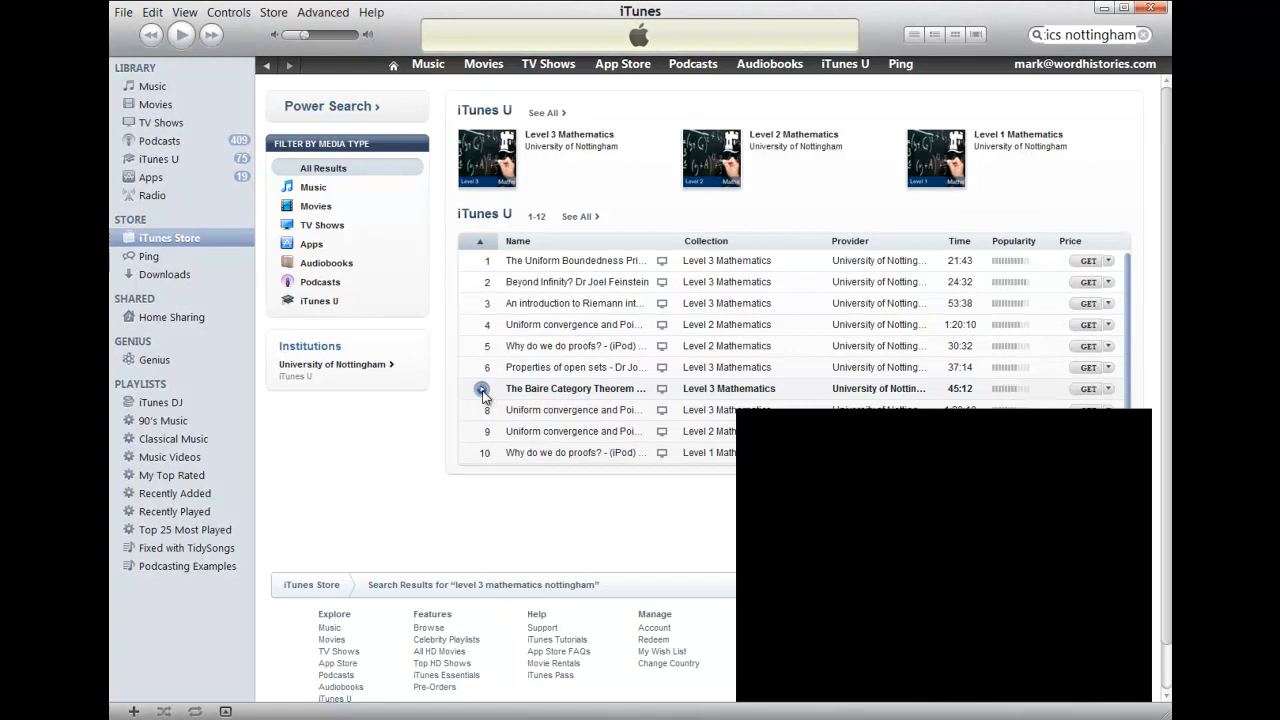 File Edit View Controls Store Advanced Help
iTunes
ics nottingham
Music Movies TV Shows App Store Podcasts Audiobooks iTunes U Ping mark@wordhistories.com
LIBRARY
Music
Movies
TV Shows
Podcasts 409
iTunes U 75
Apps 19
Radio
STORE
iTunes Store
Ping
Downloads
SHARED
Home Sharing
GENIUS
Genius
PLAYLISTS
iTunes DJ
90's Music
Classical Music
Music Videos
My Top Rated
Recently Added
Recently Played
Top 25 Most Played
Fixed with TidySongs
Podcasting Examples
Power Search >
FILTER BY MEDIA TYPE
All Results
Music
Movies
TV Shows
Apps
Audiobooks
Podcasts
iTunes U
Institutions
University of Nottingham >
iTunes U
iTunes U See All >
Level 3 Mathematics
University of Nottingham
Level 2 Mathematics
University of Nottingham
Level 1 Mathematics
University of Nottingham
iTunes U 1-12 See All >
Name Collection Provider Time Popularity Price
1 The Uniform Boundedness Pri... Level 3 Mathematics University of Notting... 21:43 GET
2 Beyond Infinity? Dr Joel Feinstein Level 3 Mathematics University of Notting... 24:32 GET
3 An introduction to Riemann int... Level 3 Mathematics University of Notting... 53:38 GET
4 Uniform convergence and Poi... Level 2 Mathematics University of Notting... 1:20:10 GET
5 Why do we do proofs? - (iPod) ... Level 2 Mathematics University of Notting... 30:32 GET
6 Properties of open sets - Dr Jo... Level 3 Mathematics University of Notting... 37:14 GET
The Baire Category Theorem ... Level 3 Mathematics University of Nottin... 45:12 GET
8 Uniform convergence and Poi... Level 3 Mathem
9 Uniform convergence and Poi... Level 2 Math
10 Why do we do proofs? - (iPod) ... Level 1 Math
iTunes Store Search Results for "level 3 mathematics nottingham"
Explore
Music
Movies
TV Shows
App Store
Podcasts
Audiobooks
iTunes U
Features
Browse
Celebrity Playlists
All HD Movies
Top HD Shows
iTunes Essentials
Pre-Orders
Help
Support
iTunes Tutorials
App Store FAQs
Movie Rentals
iTunes Pass
Manage
Account
Redeem
My Wish List
Change Country